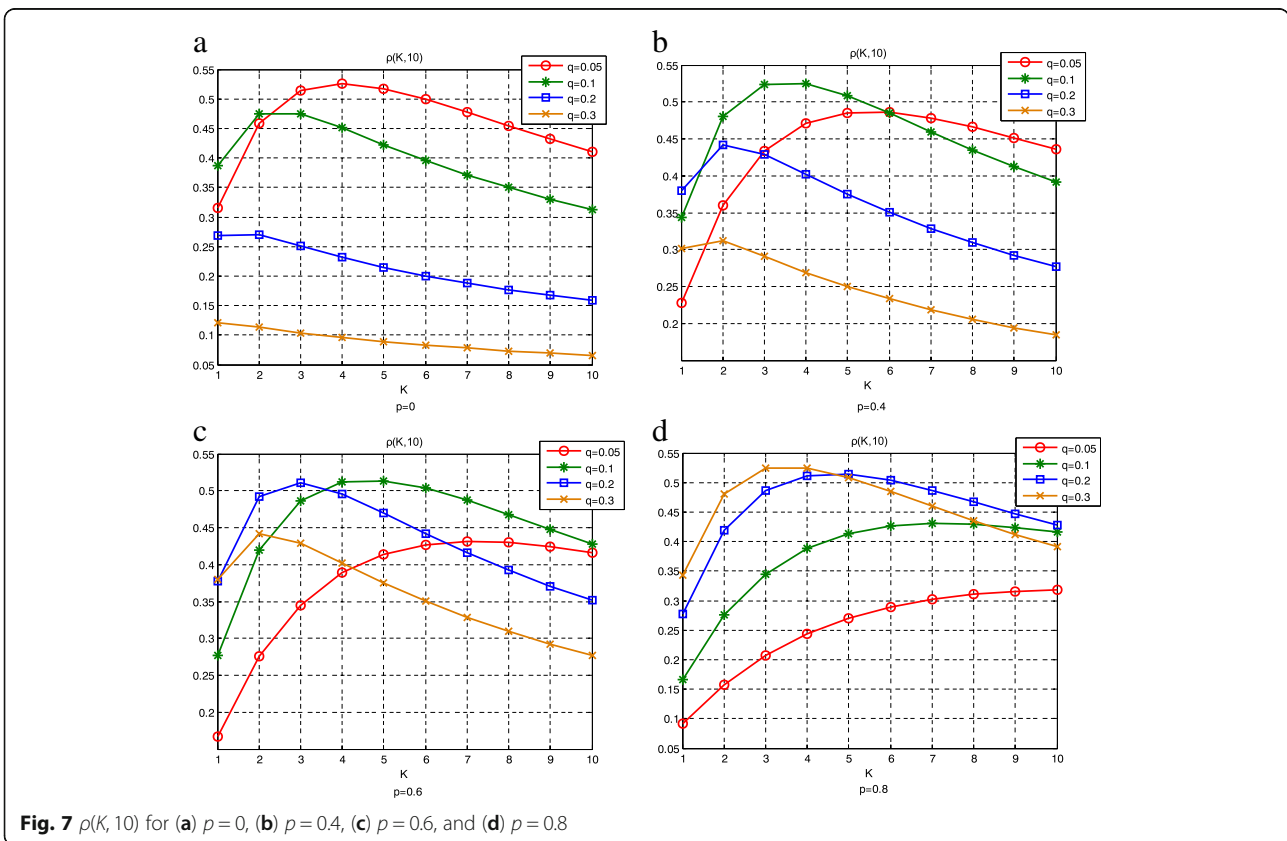 a
ρ(K,10)
q=0.05
q=0.1
q=0.2
q=0.3
0.55
0.5
0.45
0.4
0.35
0.3
0.25
0.2
0.15
0.1
0.05
1 2 3 4 5 6 7 8 9 10
K
p=0
b
ρ(K,10)
q=0.05
q=0.1
q=0.2
q=0.3
0.55
0.5
0.45
0.4
0.35
0.3
0.25
0.2
1 2 3 4 5 6 7 8 9 10
K
p=0.4
c
ρ(K,10)
q=0.05
q=0.1
q=0.2
q=0.3
0.55
0.5
0.45
0.4
0.35
0.3
0.25
0.2
1 2 3 4 5 6 7 8 9 10
K
p=0.6
d
ρ(K,10)
q=0.05
q=0.1
q=0.2
q=0.3
0.55
0.5
0.45
0.4
0.35
0.3
0.25
0.2
0.15
0.1
0.05
1 2 3 4 5 6 7 8 9 10
K
p=0.8
Fig. 7 ρ(K, 10) for (a) p = 0, (b) p = 0.4, (c) p = 0.6, and (d) p = 0.8